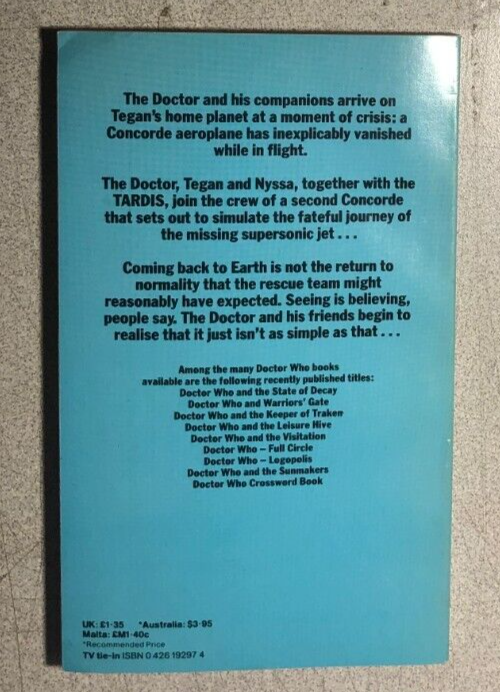 The Doctor and his companions arrive on
Tegan's home planet at a moment of crisis: a
Concorde aeroplane has inexplicably vanished
while in flight.
The Doctor, Tegan and Nyssa, together with the
TARDIS, join the crew of a second Concorde
that sets out to simulate the fateful journey of
the missing supersonic jet...
Coming back to Earth is not the return to
normality that the rescue team might
reasonably have expected. Seeing is believing,
people say. The Doctor and his friends begin to
realise that it just isn't as simple as that...
Among the many Doctor Who books
available are the following recently published titles:
Doctor Who and the State of Decay
Doctor Who and Warriors' Gate
Doctor Who and the Keeper of Traken
Doctor Who and the Leisure Hive
Doctor Who and the Visitation
Doctor Who – Full Circle
Doctor Who – Logopolis
Doctor Who and the Sunmakers
Doctor Who Crossword Book
UK: £1·35 *Australia: $3·95
Malta: £M1·40c
*Recommended Price
TV tie-in ISBN 0 426 19297 4